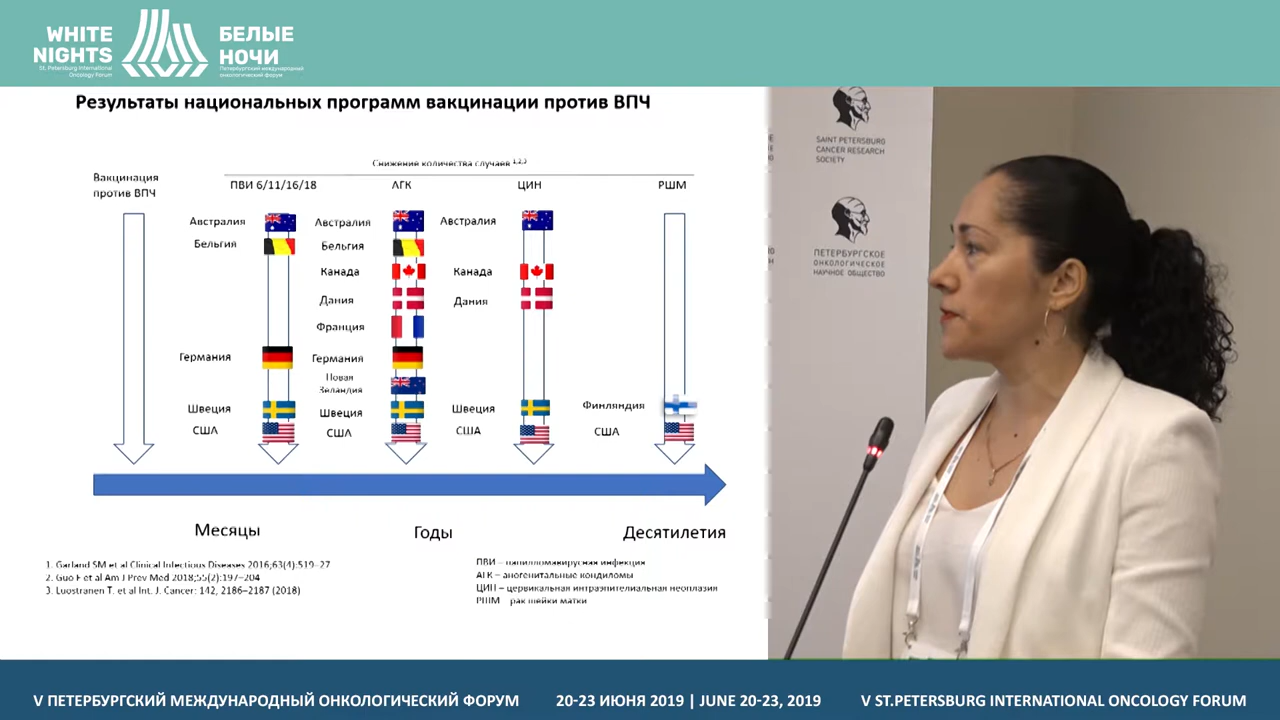 WHITE
NIGHTS
St. Petersburg International
Oncology Forum
БЕЛЫЕ
НОЧИ
Петербургский международный
онкологический форум
Результаты национальных программ вакцинации против ВПЧ
Снижение количества случаев 1,2,3
Вакцинация
против ВПЧ
ПВИ 6/11/16/18
АГК
ЦИН
РШМ
Австралия
Австралия
Австралия
Бельгия
Бельгия
Канада
Канада
Дания
Дания
Франция
Германия
Германия
Новая
Зеландия
Швеция
Швеция
Швеция
Финляндия
США
США
США
США
Месяцы
Годы
Десятилетия
1. Garland SM et al Clinical Infectious Diseases 2016;63(4):519–27
2. Guo F et al Am J Prev Med 2018;55(2):197–204
3. Luostarinen T. et al Int. J. Cancer: 142, 2186–2187 (2018)
ПВИ – папилломавирусная инфекция
АГК – аногенитальные кондиломы
ЦИН – цервикальная интраэпителиальная неоплазия
РШМ – рак шейки матки
SAINT PETERSBURG
CANCER RESEARCH
SOCIETY
ПЕТЕРБУРГСКОЕ
ОНКОЛОГИЧЕСКОЕ
НАУЧНОЕ ОБЩЕСТВО
V ПЕТЕРБУРГСКИЙ МЕЖДУНАРОДНЫЙ ОНКОЛОГИЧЕСКИЙ ФОРУМ
20-23 ИЮНЯ 2019 | JUNE 20-23, 2019
V ST.PETERSBURG INTERNATIONAL ONCOLOGY FORUM